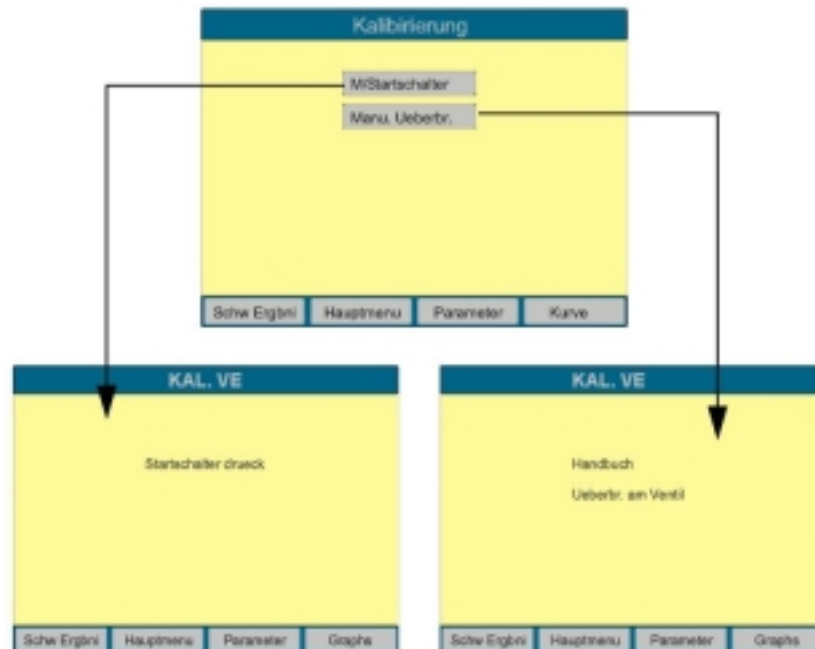 Kalibirierung
M/Startschalter
Manu. Ueberbr.
Schw Ergbni Hauptmenu Parameter Kurve
KAL. VE
Startschalter drueck
Schw Ergbni Hauptmenu Parameter Graphs
KAL. VE
Handbuch
Ueberbr. am Ventil
Schw Ergbni Hauptmenu Parameter Graphs